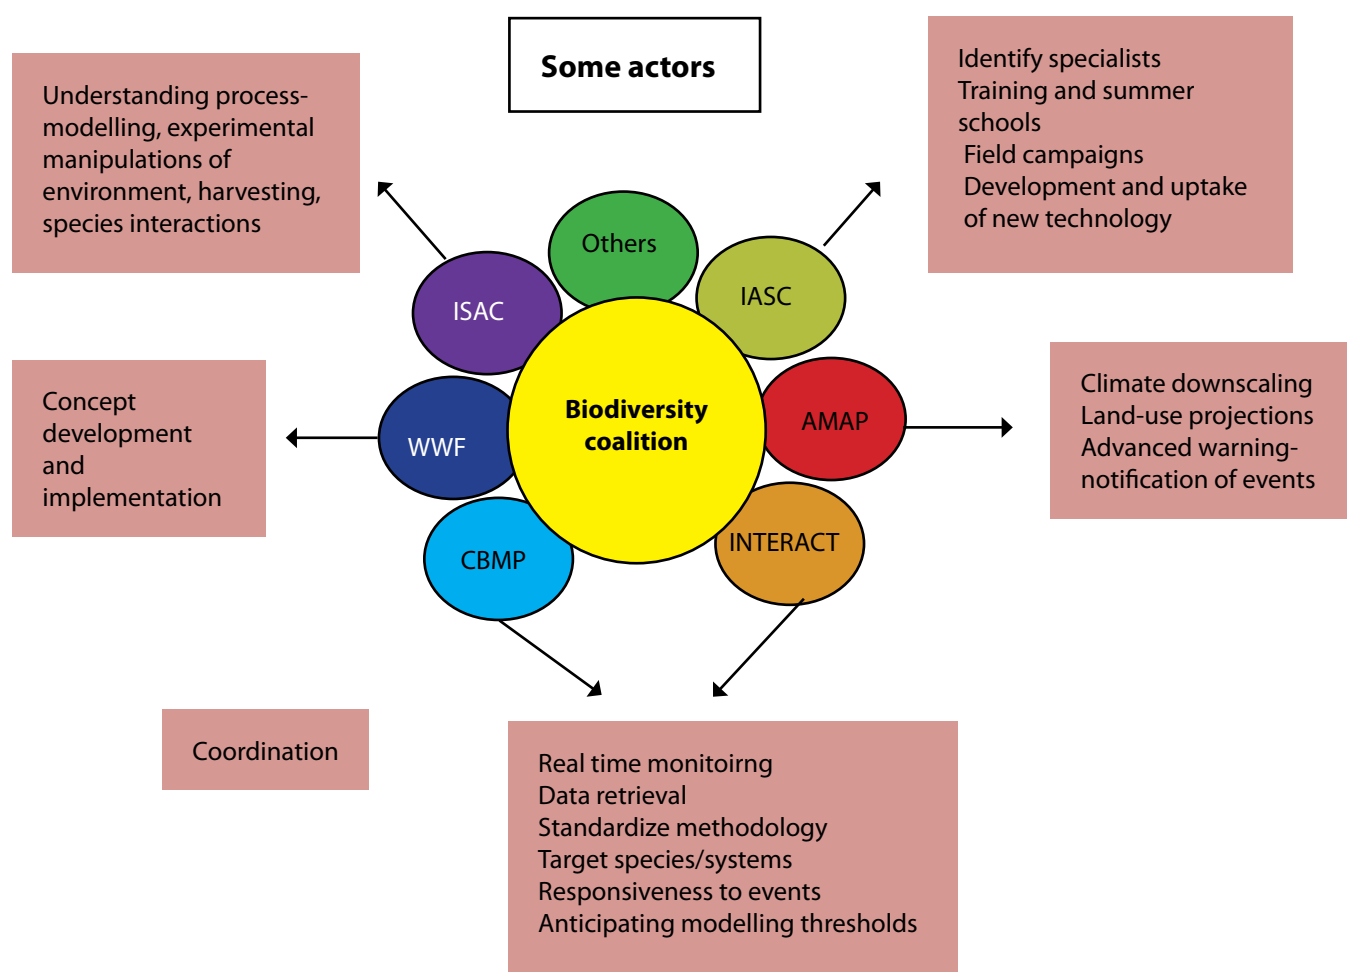 Some actors
Understanding process-
modelling, experimental
manipulations of
environment, harvesting,
species interactions
Identify specialists
Training and summer
schools
Field campaigns
Development and uptake
of new technology
Others
ISAC
IASC
Concept
development
and
implementation
WWF
Biodiversity
coalition
AMAP
Climate downscaling
Land-use projections
Advanced warning-
notification of events
CBMP
INTERACT
Coordination
Real time monitoirng
Data retrieval
Standardize methodology
Target species/systems
Responsiveness to events
Anticipating modelling thresholds